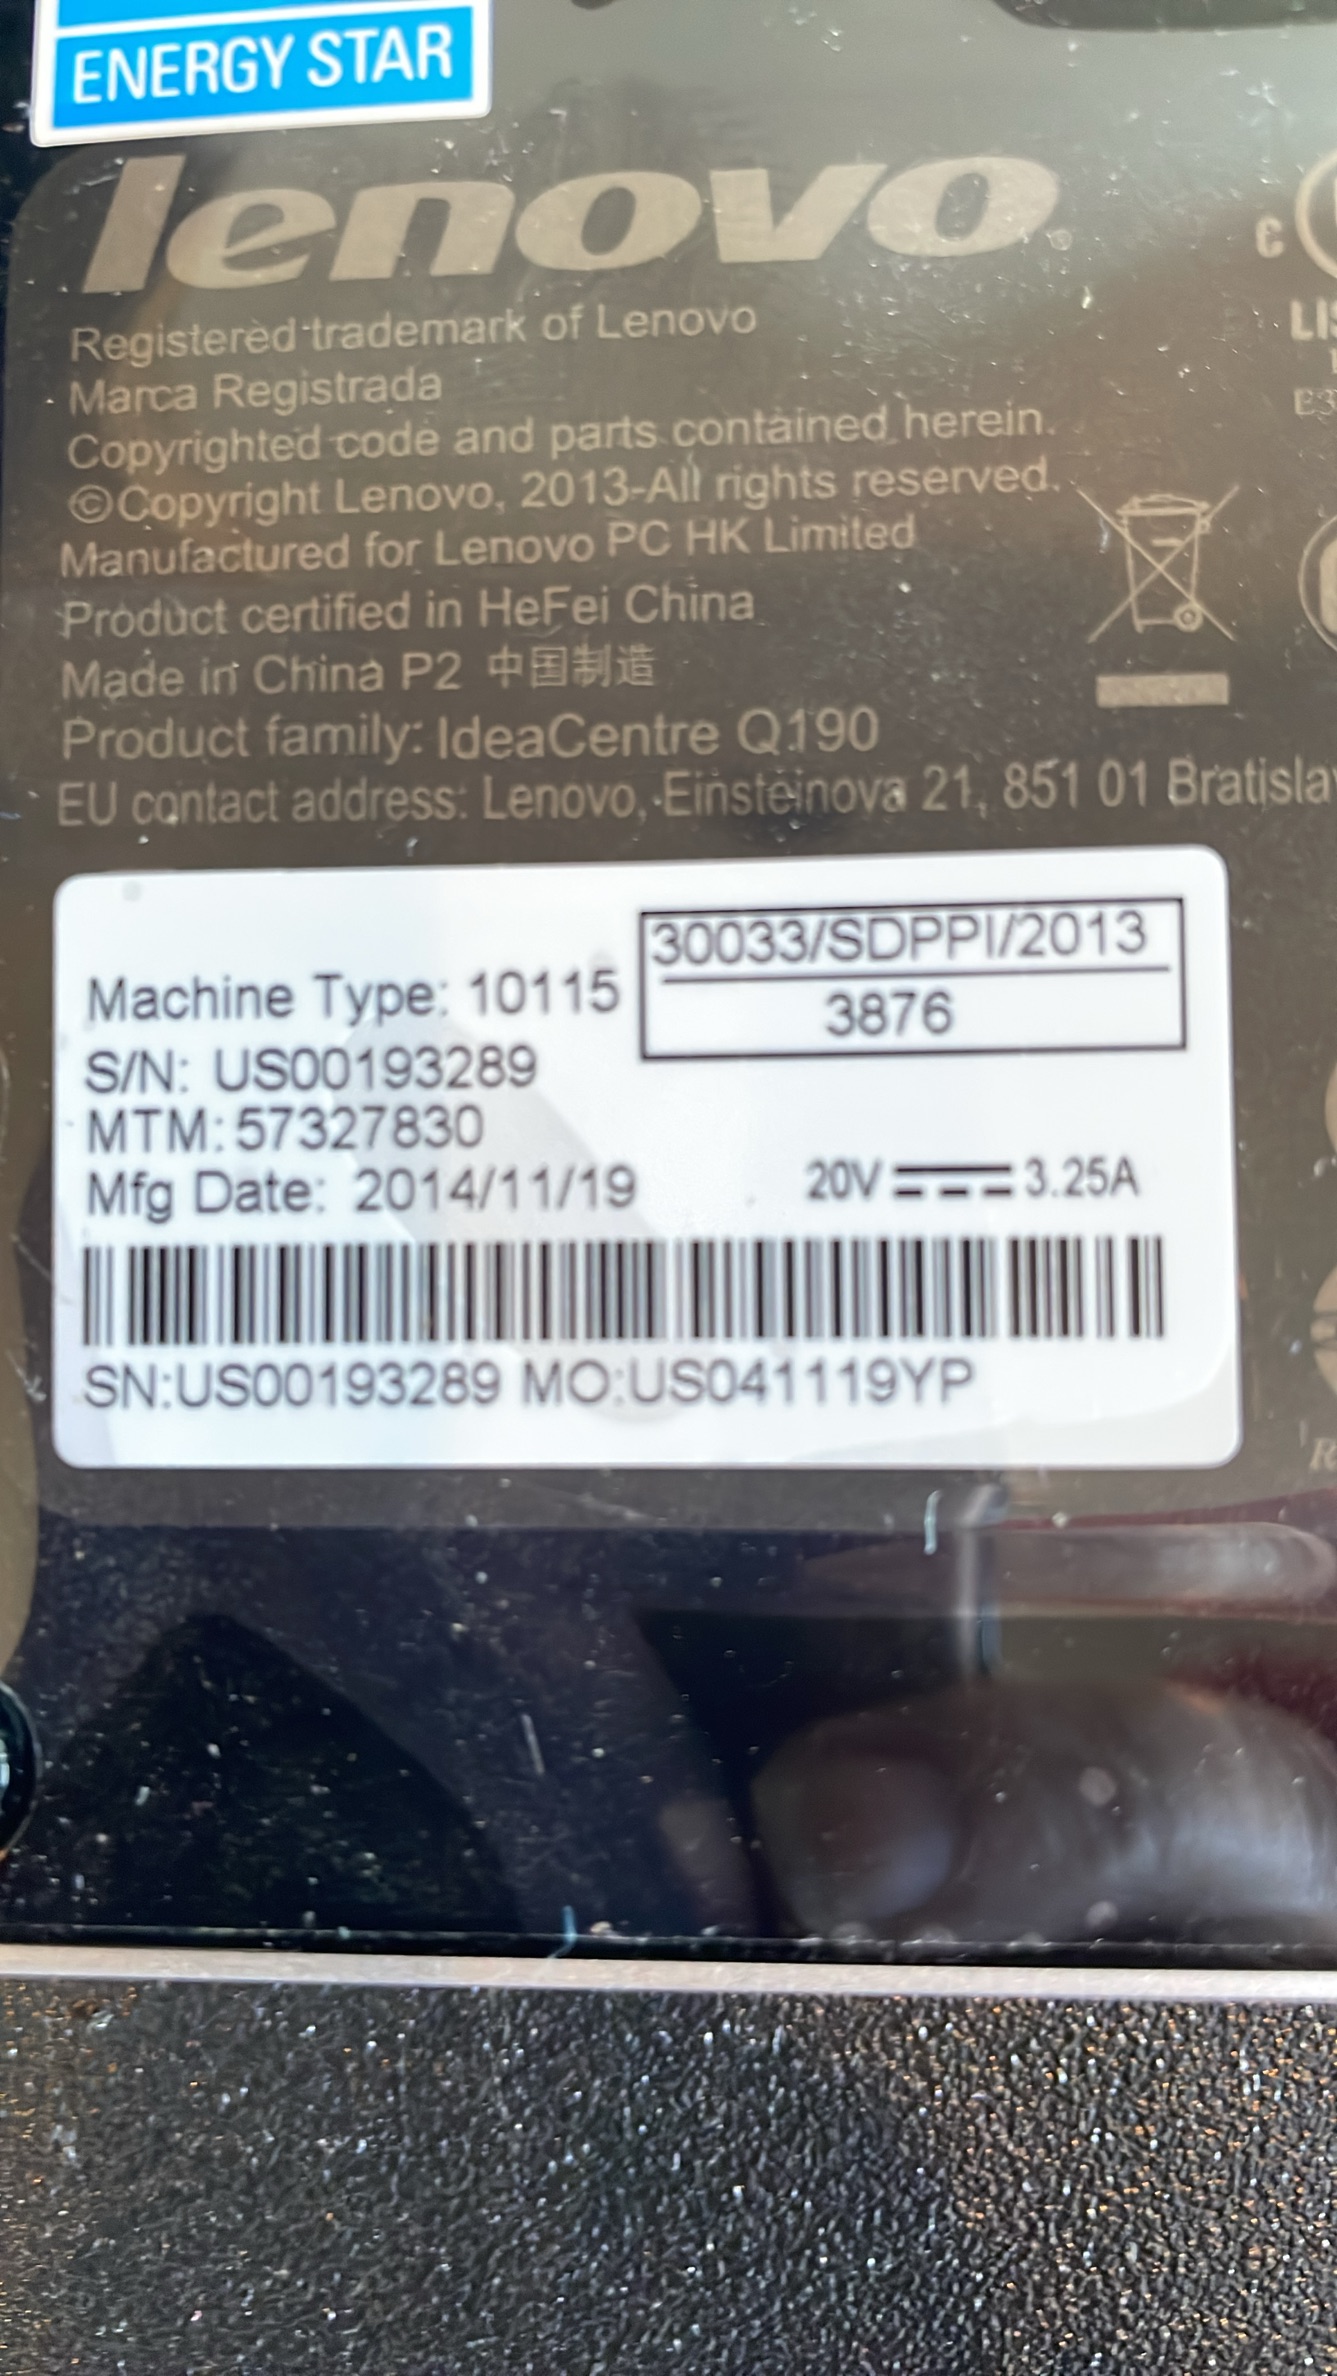 ENERGY STAR
lenovo
Registered trademark of Lenovo
Marca Registrada
Copyrighted code and parts contained herein.
©Copyright Lenovo, 2013-All rights reserved.
Manufactured for Lenovo PC HK Limited
Product certified in HeFei China
Made in China P2 中国制造
Product family: IdeaCentre Q190
EU contact address: Lenovo, Einsteinova 21, 851 01
30033/SDPPI/2013
3876
Machine Type: 10115
S/N: US00193289
MTM: 57327830
Mfg Date: 2014/11/19
20V 3.25A
SN:US00193289 MO:US041119YP